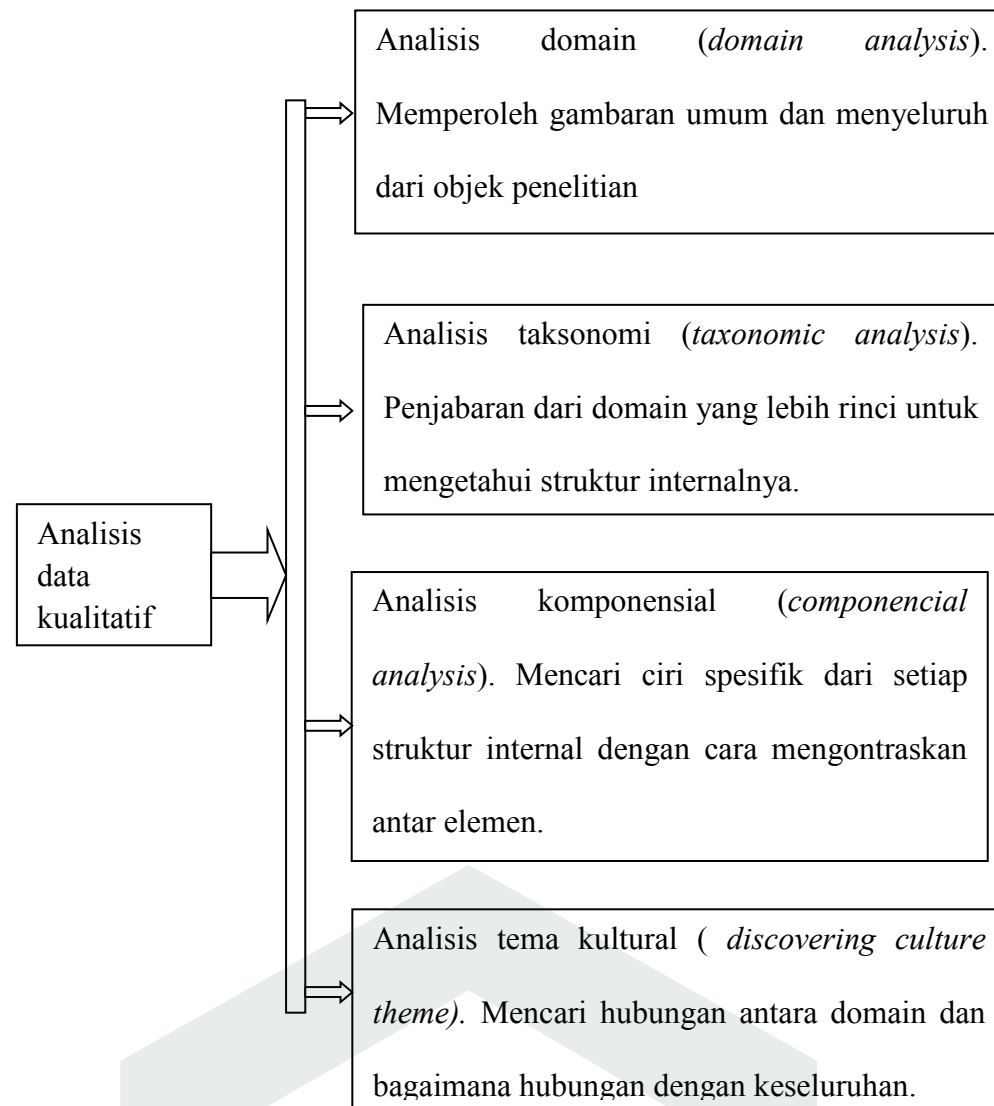 Analisis domain (domain analysis).
Memperoleh gambaran umum dan menyeluruh
dari objek penelitian
Analisis taksonomi (taxonomic analysis).
Penjabaran dari domain yang lebih rinci untuk
mengetahui struktur internalnya.
Analisis
data
kualitatif
Analisis komponensial (componencial
analysis). Mencari ciri spesifik dari setiap
struktur internal dengan cara mengontraskan
antar elemen.
Analisis tema kultural ( discovering culture
theme). Mencari hubungan antara domain dan
bagaimana hubungan dengan keseluruhan.